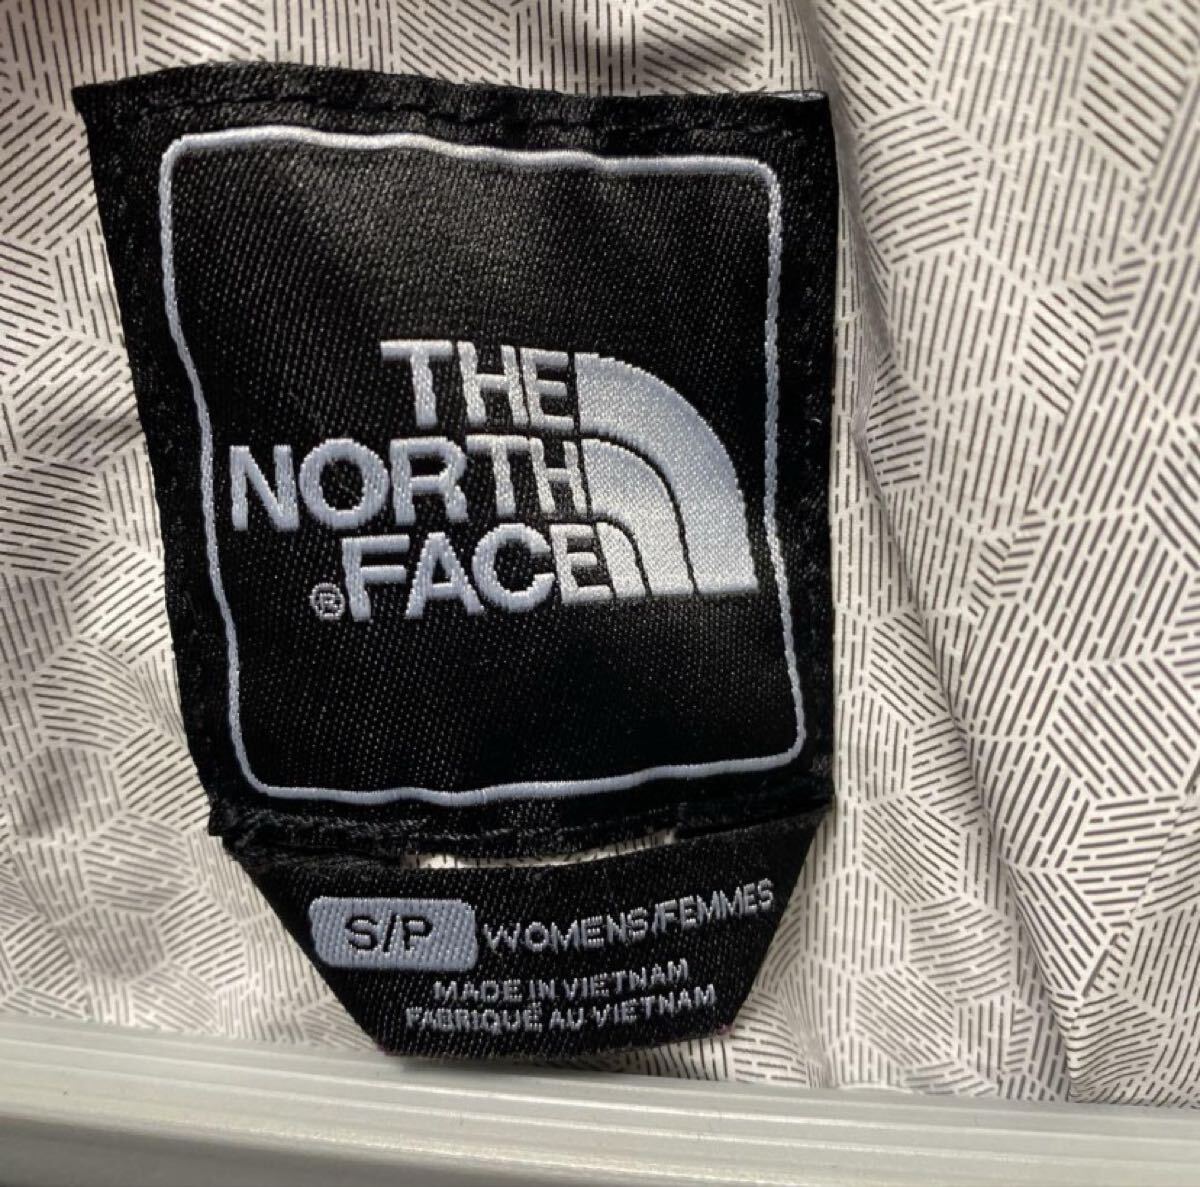 THE
NORTH
®FACE
S/P WOMENS/FEMMES
MADE IN VIETNAM
FABRIQUÉ AU VIETNAM